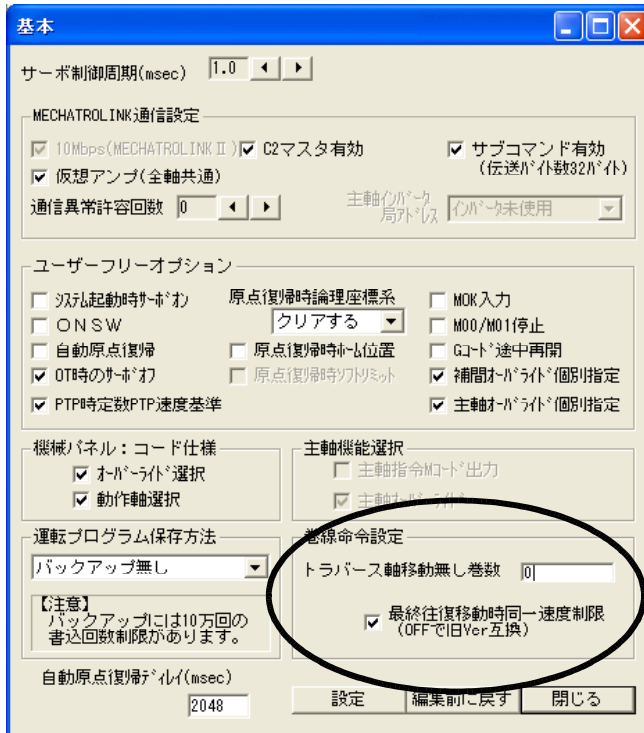 基本
サーボ制御周期(msec) 1.0
MECHATROLINK通信設定
10Mbps(MECHATROLINKⅡ) C2マスタ有効 サブコマンド有効
(伝送ﾊﾞｲﾄ数32ﾊﾞｲﾄ)
仮想アンプ(全軸共通)
通信異常許容回数 0 主軸ｲﾝﾊﾞｰﾀ
局ｱﾄﾞﾚｽ ｲﾝﾊﾞｰﾀ未使用
ユーザーフリーオプション
ｼｽﾃﾑ起動時ｻｰﾎﾞｵﾝ 原点復帰時論理座標系 MOK入力
ONSW クリアする M00/M01停止
自動原点復帰 原点復帰時ﾎｰﾑ位置 Gｺｰﾄﾞ途中再開
OT時のｻｰﾎﾞｵﾌ 原点復帰時ｿﾌﾄﾘﾐｯﾄ 補間ｵｰﾊﾞﾗｲﾄﾞ個別指定
PTP時定数PTP速度基準 主軸ｵｰﾊﾞﾗｲﾄﾞ個別指定
機械パネル：コード仕様 主軸機能選択
ｵｰﾊﾞｰﾗｲﾄﾞ選択 主軸指令Mｺｰﾄﾞ出力
動作軸選択 主軸ｵｰﾊﾞｰﾗｲﾄﾞ
運転プログラム保存方法 巻線命令設定
バックアップ無し トラバース軸移動無し巻数 0
【注意】
バックアップには10万回の
書込回数制限があります。
最終往復移動時同一速度制限
(OFFで旧Ver互換)
自動原点復帰ﾃﾞｨﾚｲ(msec)
2048 設定 編集前に戻す 閉じる